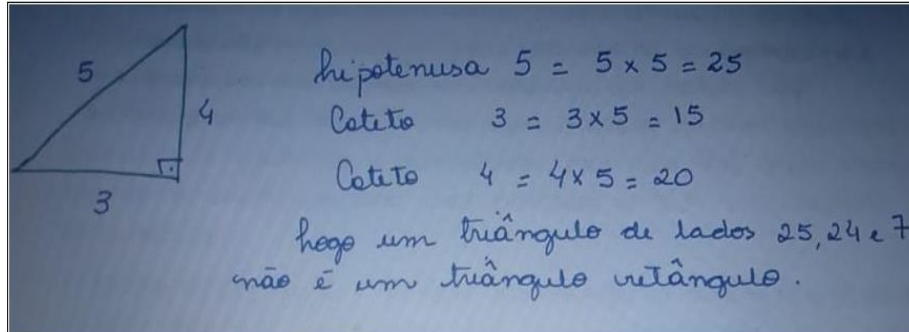 5
4
3
hipotenusa 5 = 5 x 5 = 25
Cateto 3 = 3 x 5 = 15
Cateto 4 = 4 x 5 = 20
Logo um triângulo de lados 25, 24 e 7
não é um triângulo retângulo.